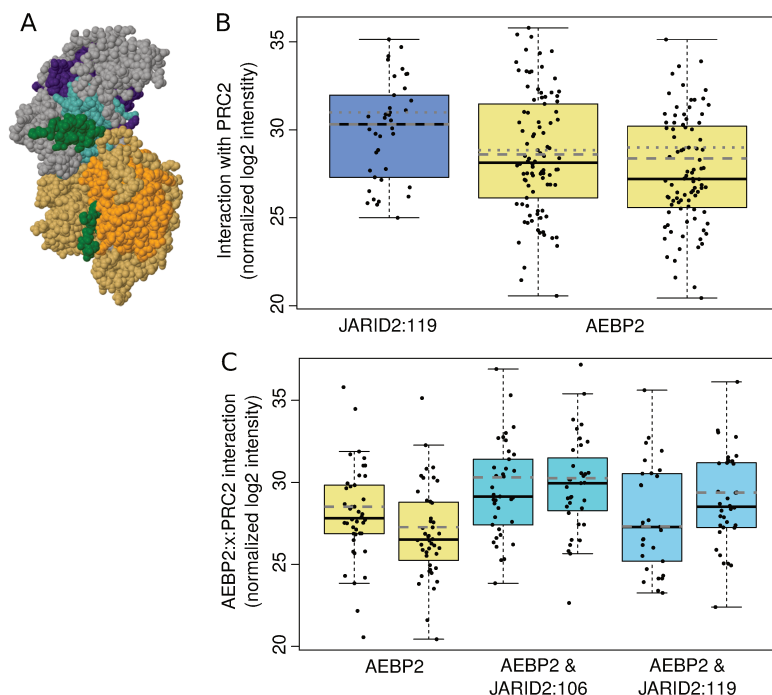 A
B
Interaction with PRC2
(normalized log2 intenstity)
35
30
25
20
JARID2:119
AEBP2
C
AEBP2:x:PRC2 interaction
(normalized log2 intensity)
35
30
25
20
AEBP2
AEBP2 &
JARID2:106
AEBP2 &
JARID2:119